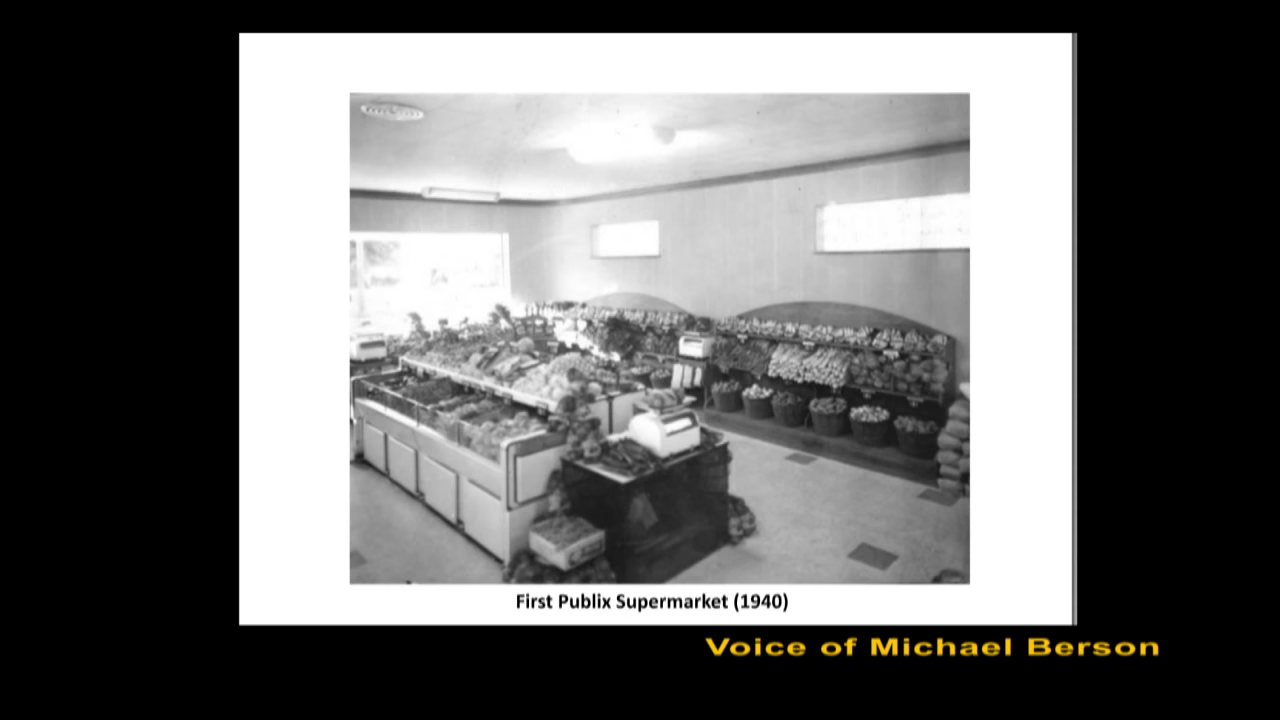 First Publix Supermarket (1940)
Voice of Michael Berson